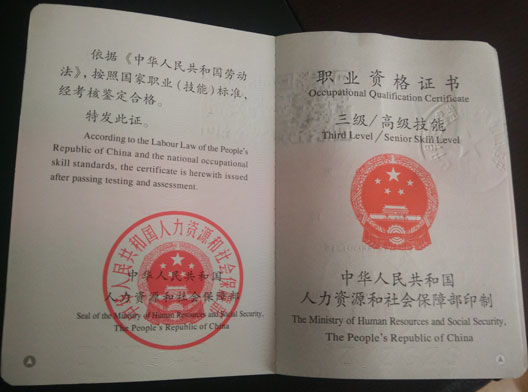 依据《中华人民共和国劳动
法》,按照国家职业(技能)标准,
经考核鉴定合格。
特发此证。
According to the Labour Law of the People's
Republic of China and the national occupational
skill standards, the certificate is herewith issued
after passing testing and assessment.
中华人民共和国人力资源和社会保障部
中华人民共和国
人力资源和社会保障部
Seal of the Ministry of Human Resources and Social Security,
The People's Republic of China
职业资格证书
Occupational Qualification Certificate
三级/高级技能
Third Level/Senior Skill Level
中华人民共和国
人力资源和社会保障部印制
The Ministry of Human Resources and Social Security,
The People's Republic of China